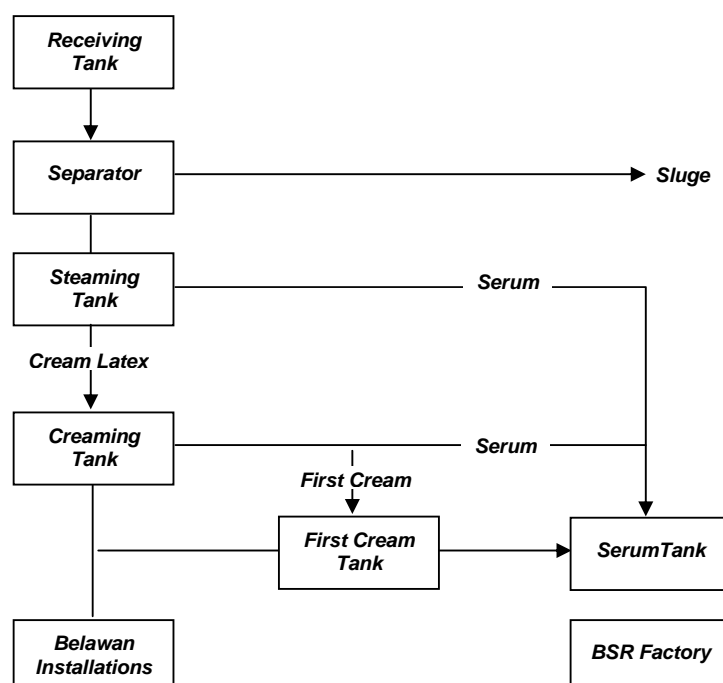 Receiving
Tank
Separator
Sluge
Steaming
Tank
Serum
Cream Latex
Creaming
Tank
Serum
First Cream
First Cream
Tank
SerumTank
Belawan
Installations
BSR Factory